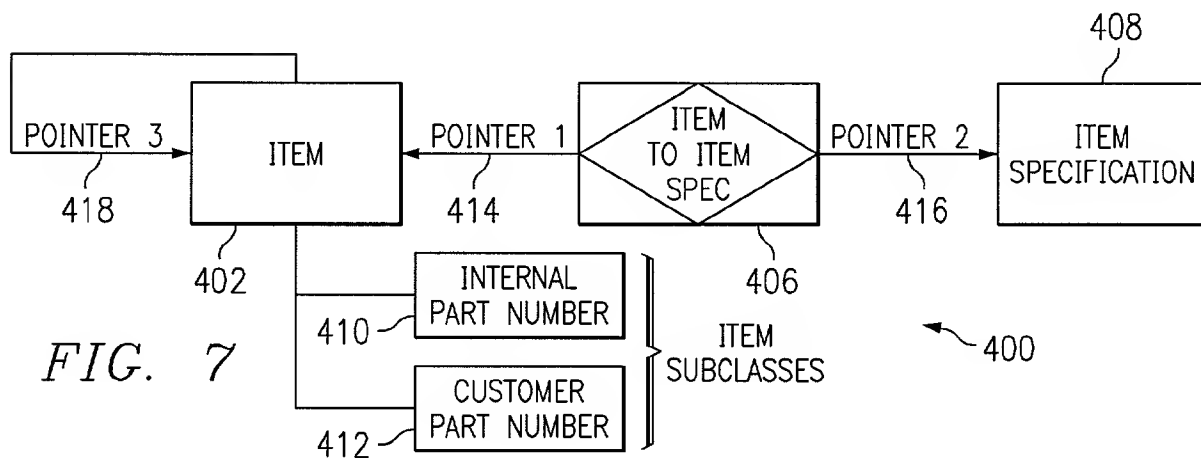 408
POINTER 3
ITEM
POINTER 1
ITEM
TO ITEM
SPEC
POINTER 2
ITEM
SPECIFICATION
418
414
416
402
406
INTERNAL
PART NUMBER
410
ITEM
SUBCLASSES
400
FIG. 7
CUSTOMER
PART NUMBER
412